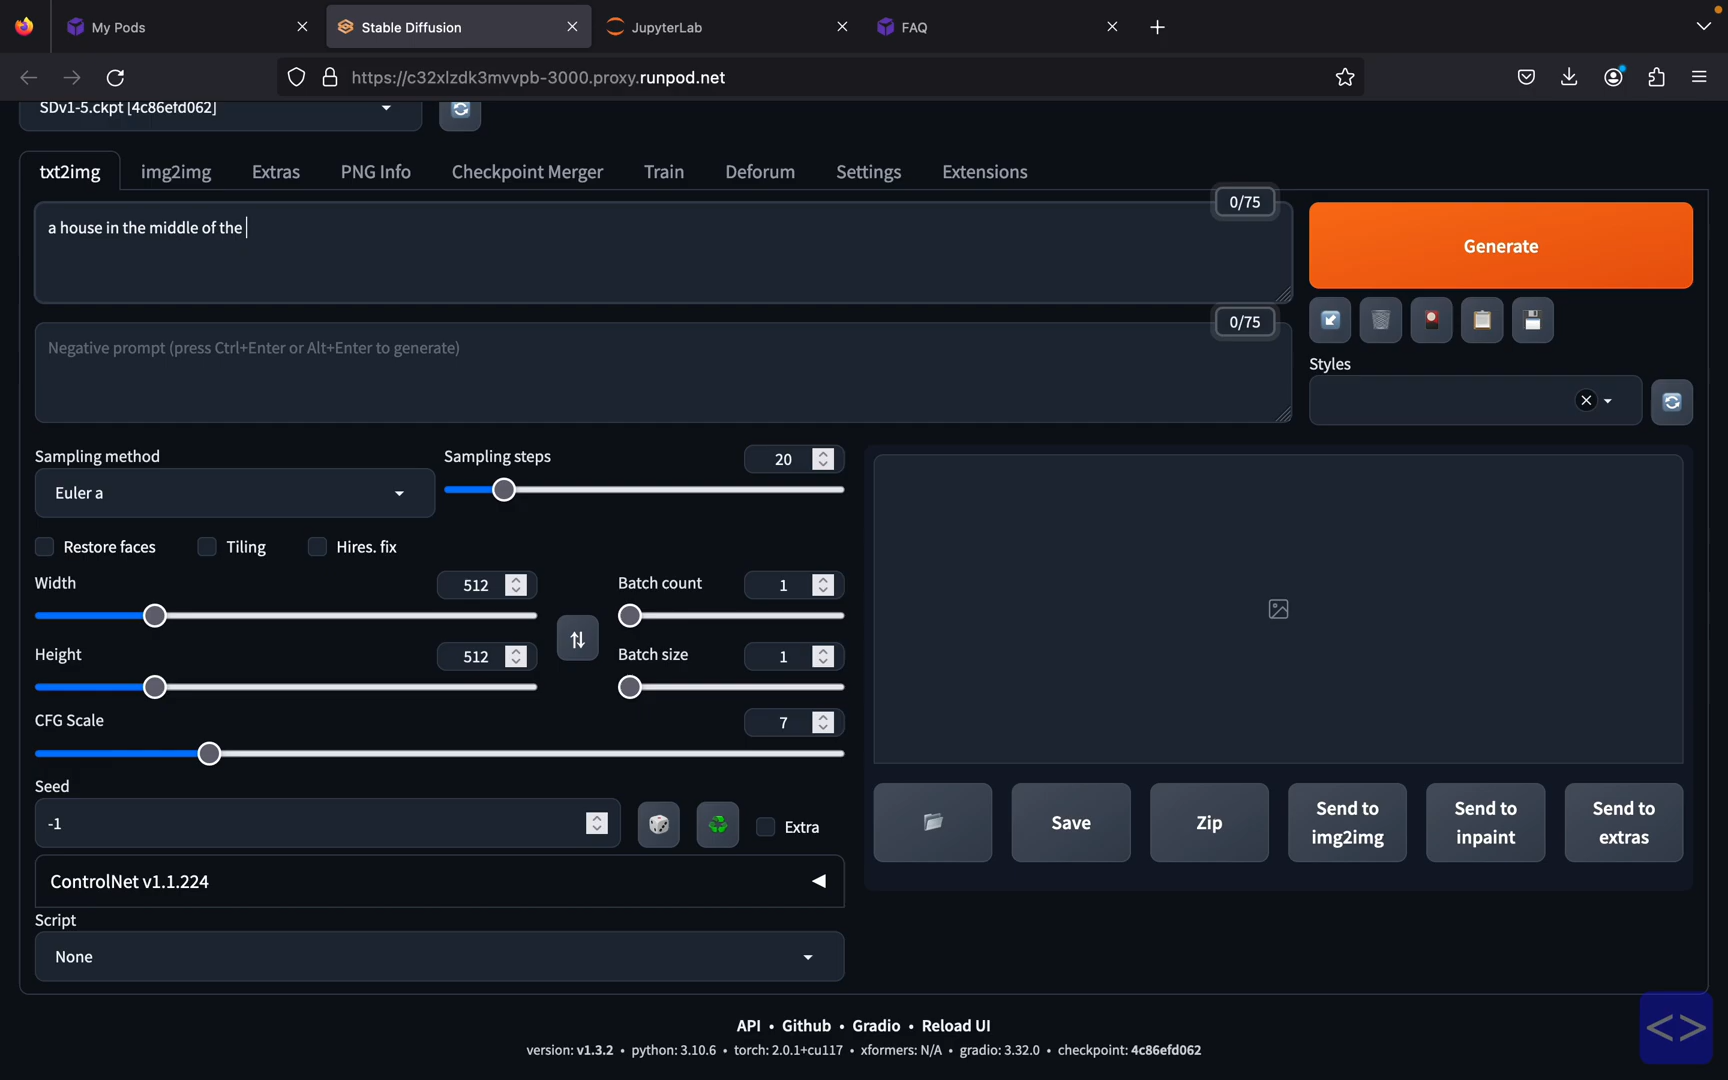 My Pods
Stable Diffusion
JupyterLab
FAQ
https://c32xlzdk3mvvpb-3000.proxy.runpod.net
SDv1-5.ckpt [4c86efd062]
txt2img
img2img
Extras
PNG Info
Checkpoint Merger
Train
Deforum
Settings
Extensions
0/75
a house in the middle of the
Generate
0/75
Negative prompt (press Ctrl+Enter or Alt+Enter to generate)
Styles
Sampling method
Sampling steps
20
Euler a
Restore faces
Tiling
Hires. fix
Width
512
Batch count
1
Height
512
Batch size
1
CFG Scale
7
Seed
-1
Extra
Save
Zip
Send to
img2img
Send to
inpaint
Send to
extras
ControlNet v1.1.224
Script
None
API • Github • Gradio • Reload UI
version: v1.3.2 • python: 3.10.6 • torch: 2.0.1+cu117 • xformers: N/A • gradio: 3.32.0 • checkpoint: 4c86efd062
<>